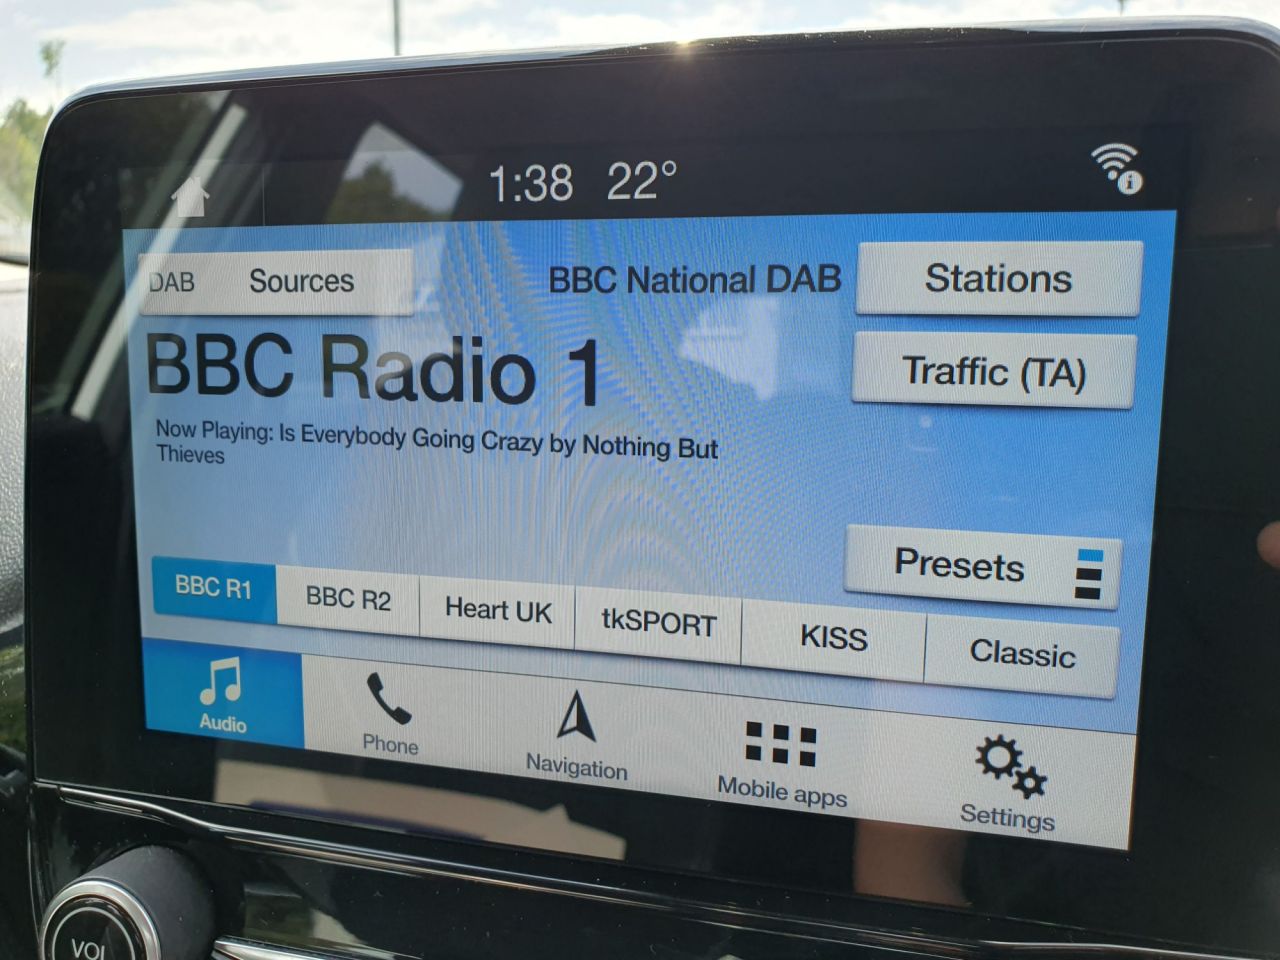 1:38 22°
DAB Sources BBC National DAB Stations
BBC Radio 1
Traffic (TA)
Now Playing: Is Everybody Going Crazy by Nothing But
Thieves
Presets
BBC R1 BBC R2 Heart UK tkSPORT KISS Classic
Audio Phone Navigation Mobile apps Settings
VOL